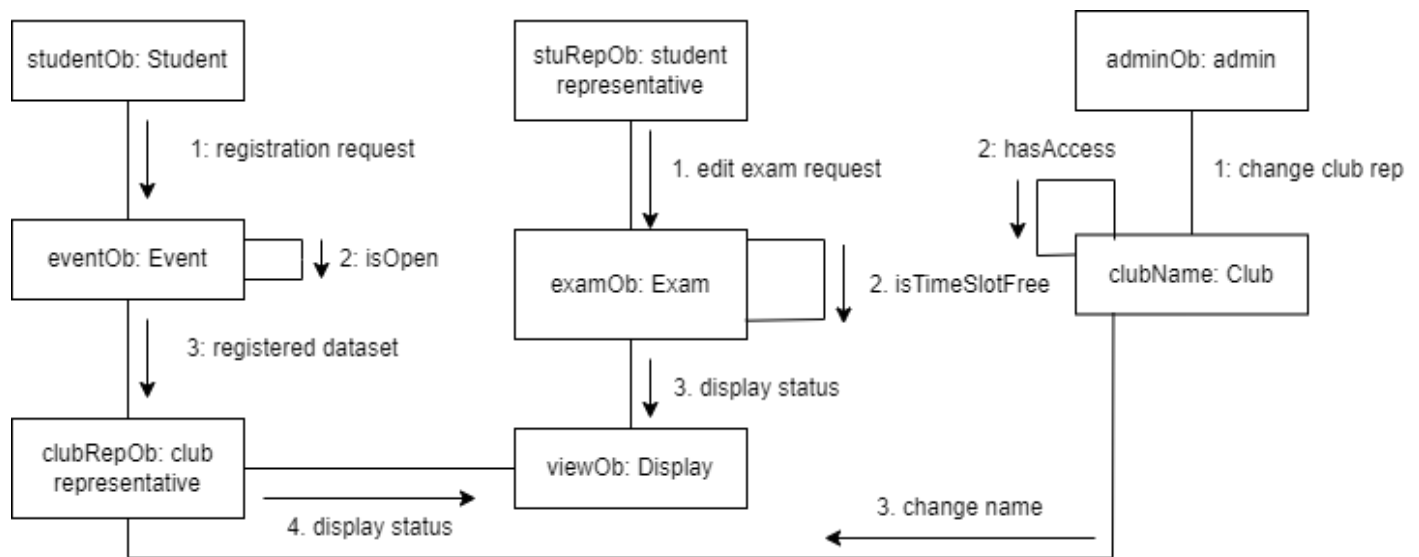 studentOb: Student
stuRepOb: student
representative
adminOb: admin
1: registration request
1. edit exam request
2: hasAccess
1: change club rep
eventOb: Event
2: isOpen
examOb: Exam
2. isTimeSlotFree
clubName: Club
3: registered dataset
3. display status
clubRepOb: club
representative
viewOb: Display
4. display status
3. change name